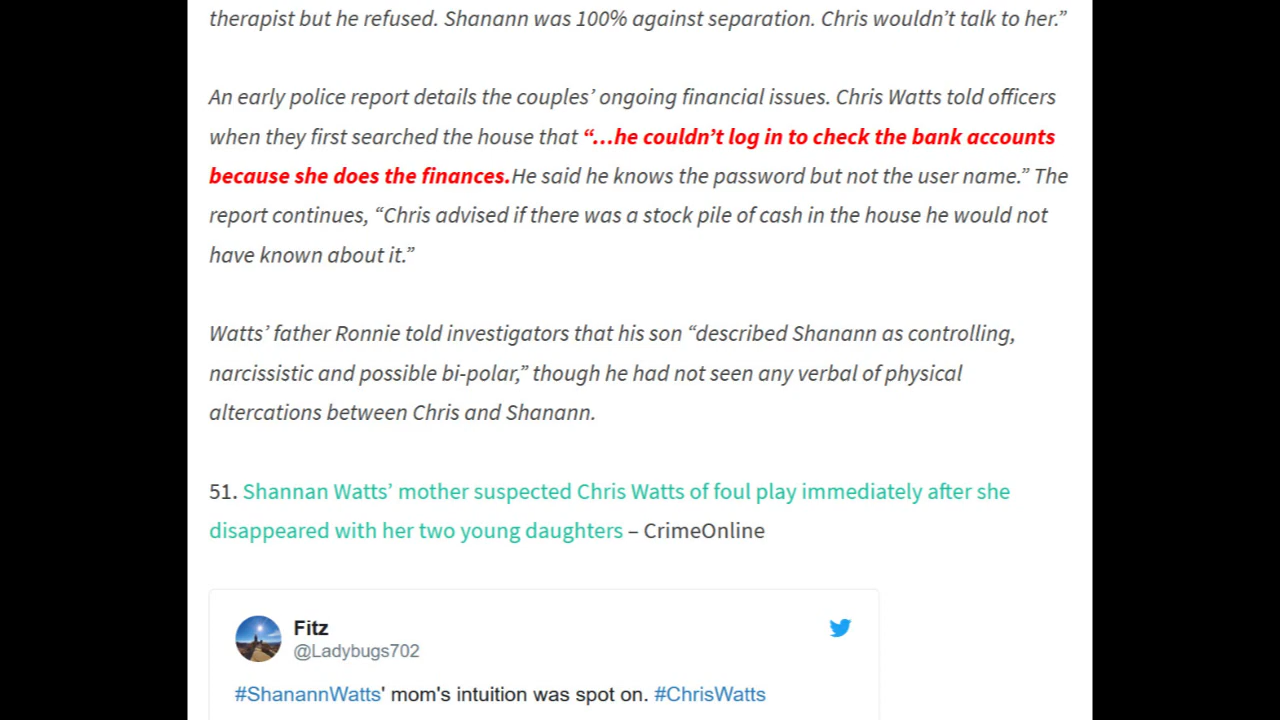 therapist but he refused. Shanann was 100% against separation. Chris wouldn’t talk to her.”
An early police report details the couples’ ongoing financial issues. Chris Watts told officers
when they first searched the house that “…he couldn’t log in to check the bank accounts
because she does the finances.He said he knows the password but not the user name.” The
report continues, “Chris advised if there was a stock pile of cash in the house he would not
have known about it.”
Watts’ father Ronnie told investigators that his son “described Shanann as controlling,
narcissistic and possible bi-polar,” though he had not seen any verbal of physical
altercations between Chris and Shanann.
51. Shannan Watts’ mother suspected Chris Watts of foul play immediately after she
disappeared with her two young daughters – CrimeOnline
Fitz
@Ladybugs702
#ShanannWatts' mom's intuition was spot on. #ChrisWatts